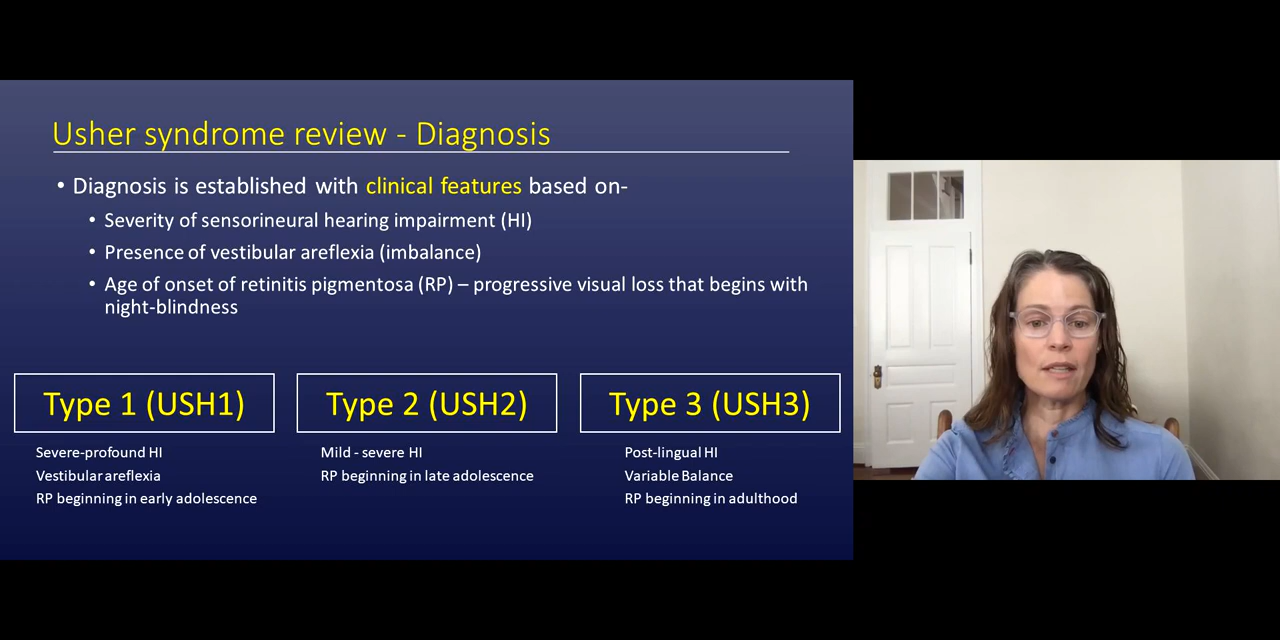 Usher syndrome review - Diagnosis
• Diagnosis is established with clinical features based on-
• Severity of sensorineural hearing impairment (HI)
• Presence of vestibular areflexia (imbalance)
• Age of onset of retinitis pigmentosa (RP) – progressive visual loss that begins with
night-blindness
Type 1 (USH1)
Severe-profound HI
Vestibular areflexia
RP beginning in early adolescence
Type 2 (USH2)
Mild - severe HI
RP beginning in late adolescence
Type 3 (USH3)
Post-lingual HI
Variable Balance
RP beginning in adulthood